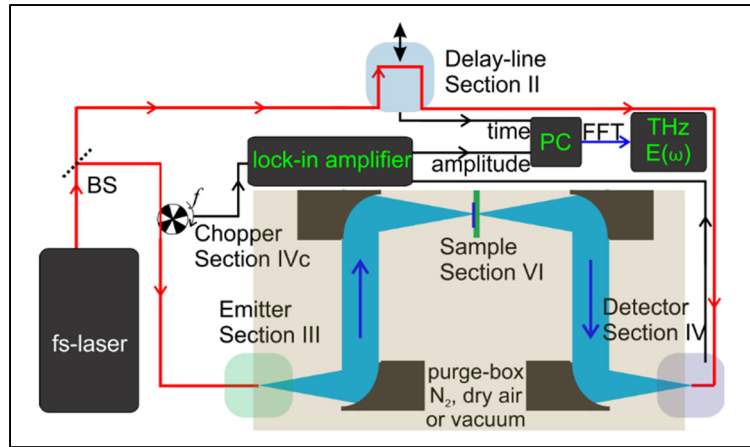 Delay-line
Section II
time
PC
FFT
THz
E(ω)
lock-in amplifier
amplitude
BS
f
Chopper
Section IVc
Sample
Section VI
Emitter
Section III
Detector
Section IV
fs-laser
purge-box
N₂, dry air
or vacuum